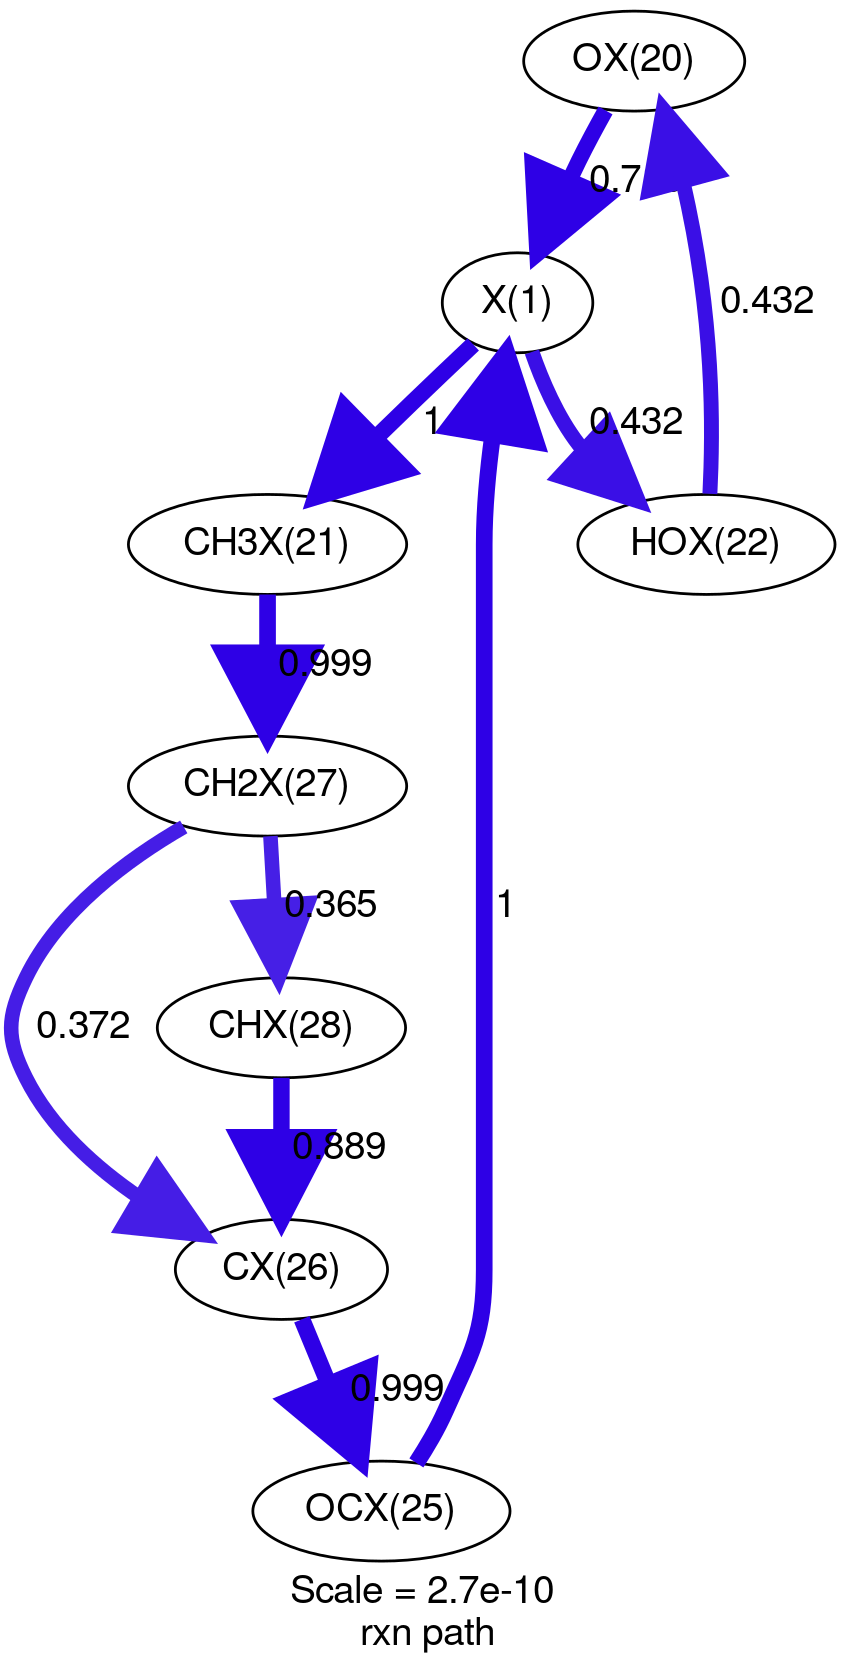 OX(20)
0.7
X(1)
0.432
1
0.432
CH3X(21)
HOX(22)
0.999
CH2X(27)
0.365
1
0.372
CHX(28)
0.889
CX(26)
0.999
OCX(25)
Scale = 2.7e-10
rxn path